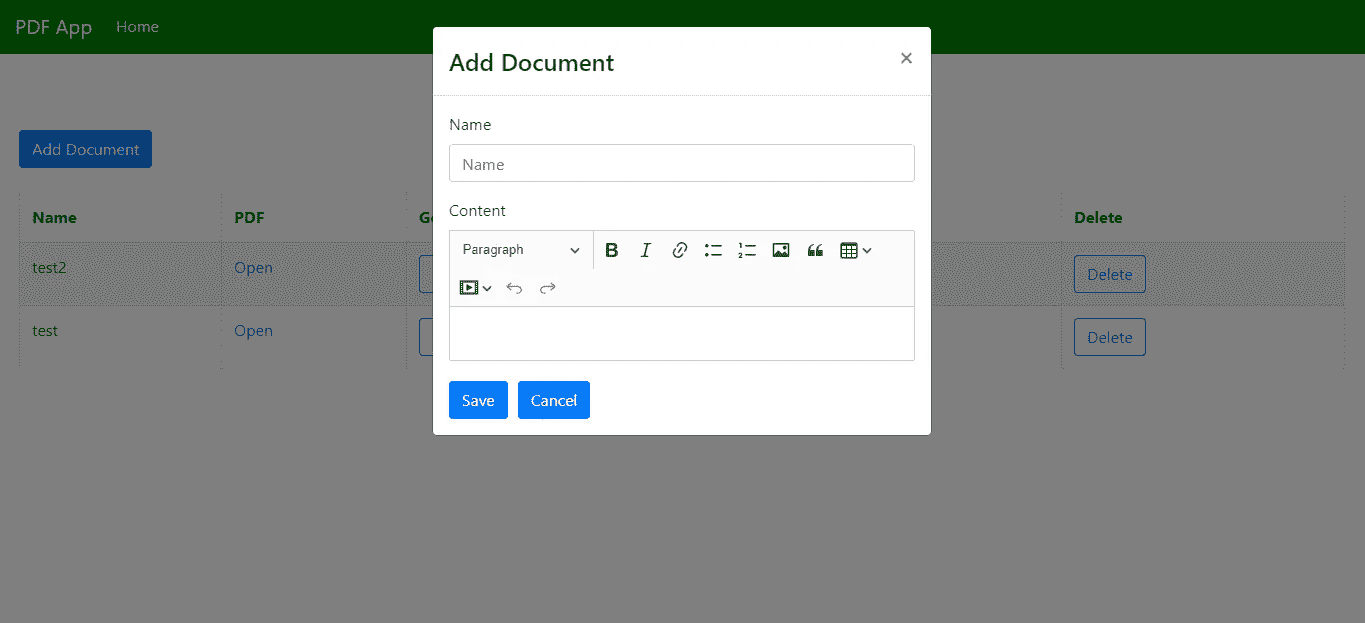 PDF App Home
Add Document ×
Name
Add Document
Name
Content
Name PDF G Delete
Paragraph
test2 Open Delete
test Open Delete
Save Cancel